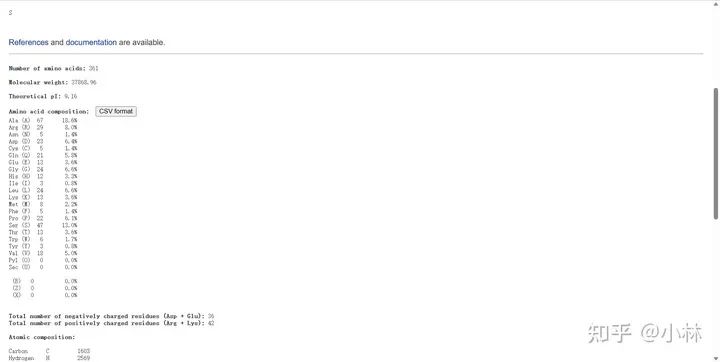 S
References and documentation are available.
Number of amino acids: 361
Molecular weight: 37868.96
Theoretical pI: 9.16
Amino acid composition: CSV format
Ala (A) 67 18.6%
Arg (R) 29 8.0%
Asn (N) 5 1.4%
Asp (D) 23 6.4%
Cys (C) 5 1.4%
Gln (Q) 21 5.8%
Glu (E) 13 3.6%
Gly (G) 24 6.6%
His (H) 12 3.3%
Ile (I) 3 0.8%
Leu (L) 24 6.6%
Lys (K) 13 3.6%
Met (M) 8 2.2%
Phe (F) 5 1.4%
Pro (P) 22 6.1%
Ser (S) 47 13.0%
Thr (T) 13 3.6%
Trp (W) 6 1.7%
Tyr (Y) 3 0.8%
Val (V) 18 5.0%
Pyl (O) 0 0.0%
Sec (U) 0 0.0%
(B) 0 0.0%
(Z) 0 0.0%
(X) 0 0.0%
Total number of negatively charged residues (Asp + Glu): 36
Total number of positively charged residues (Arg + Lys): 42
Atomic composition:
Carbon C 1603
Hydrogen H 2569
知乎 @小林